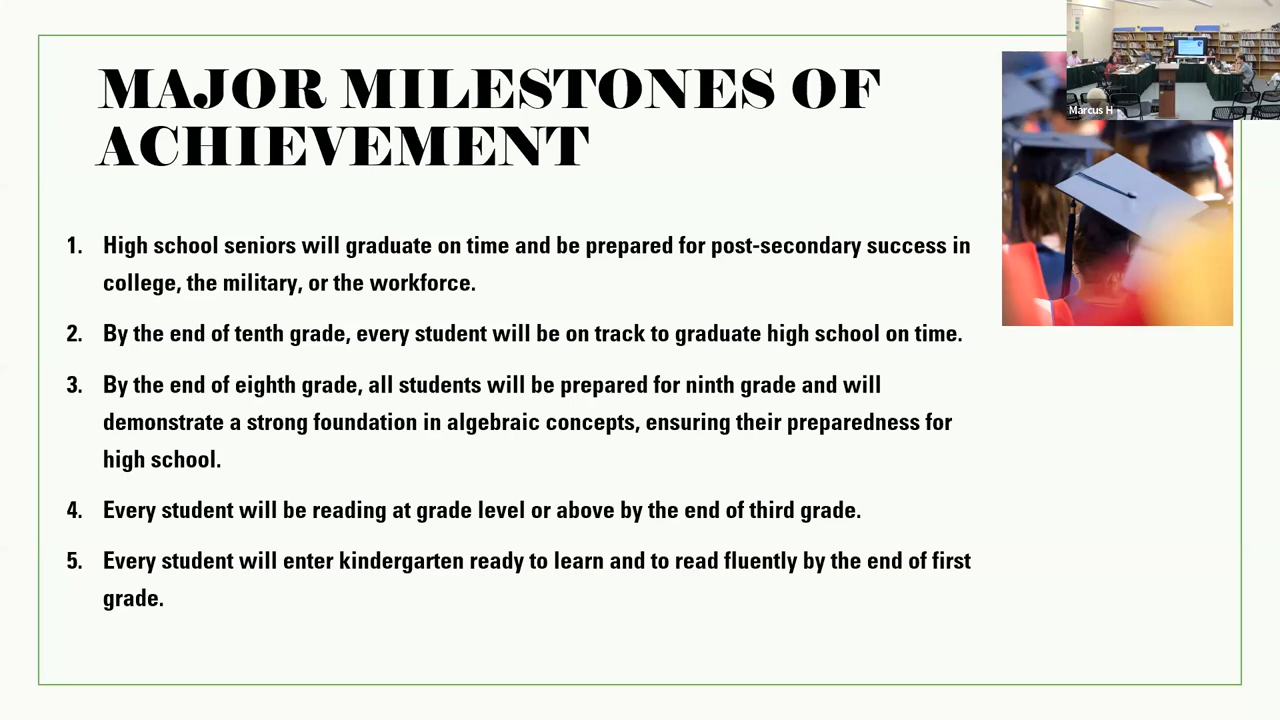 MAJOR MILESTONES OF
ACHIEVEMENT
Marcus H
1. High school seniors will graduate on time and be prepared for post-secondary success in
college, the military, or the workforce.
2. By the end of tenth grade, every student will be on track to graduate high school on time.
3. By the end of eighth grade, all students will be prepared for ninth grade and will
demonstrate a strong foundation in algebraic concepts, ensuring their preparedness for
high school.
4. Every student will be reading at grade level or above by the end of third grade.
5. Every student will enter kindergarten ready to learn and to read fluently by the end of first
grade.